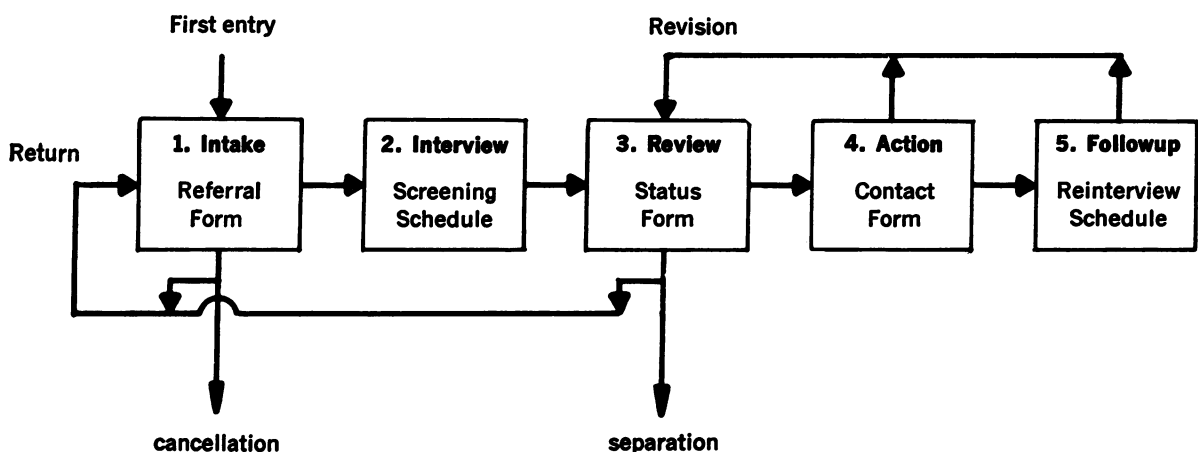 First entry
Revision
Return
1. Intake
Referral
Form
2. Interview
Screening
Schedule
3. Review
Status
Form
4. Action
Contact
Form
5. Followup
Reinterview
Schedule
cancellation
separation